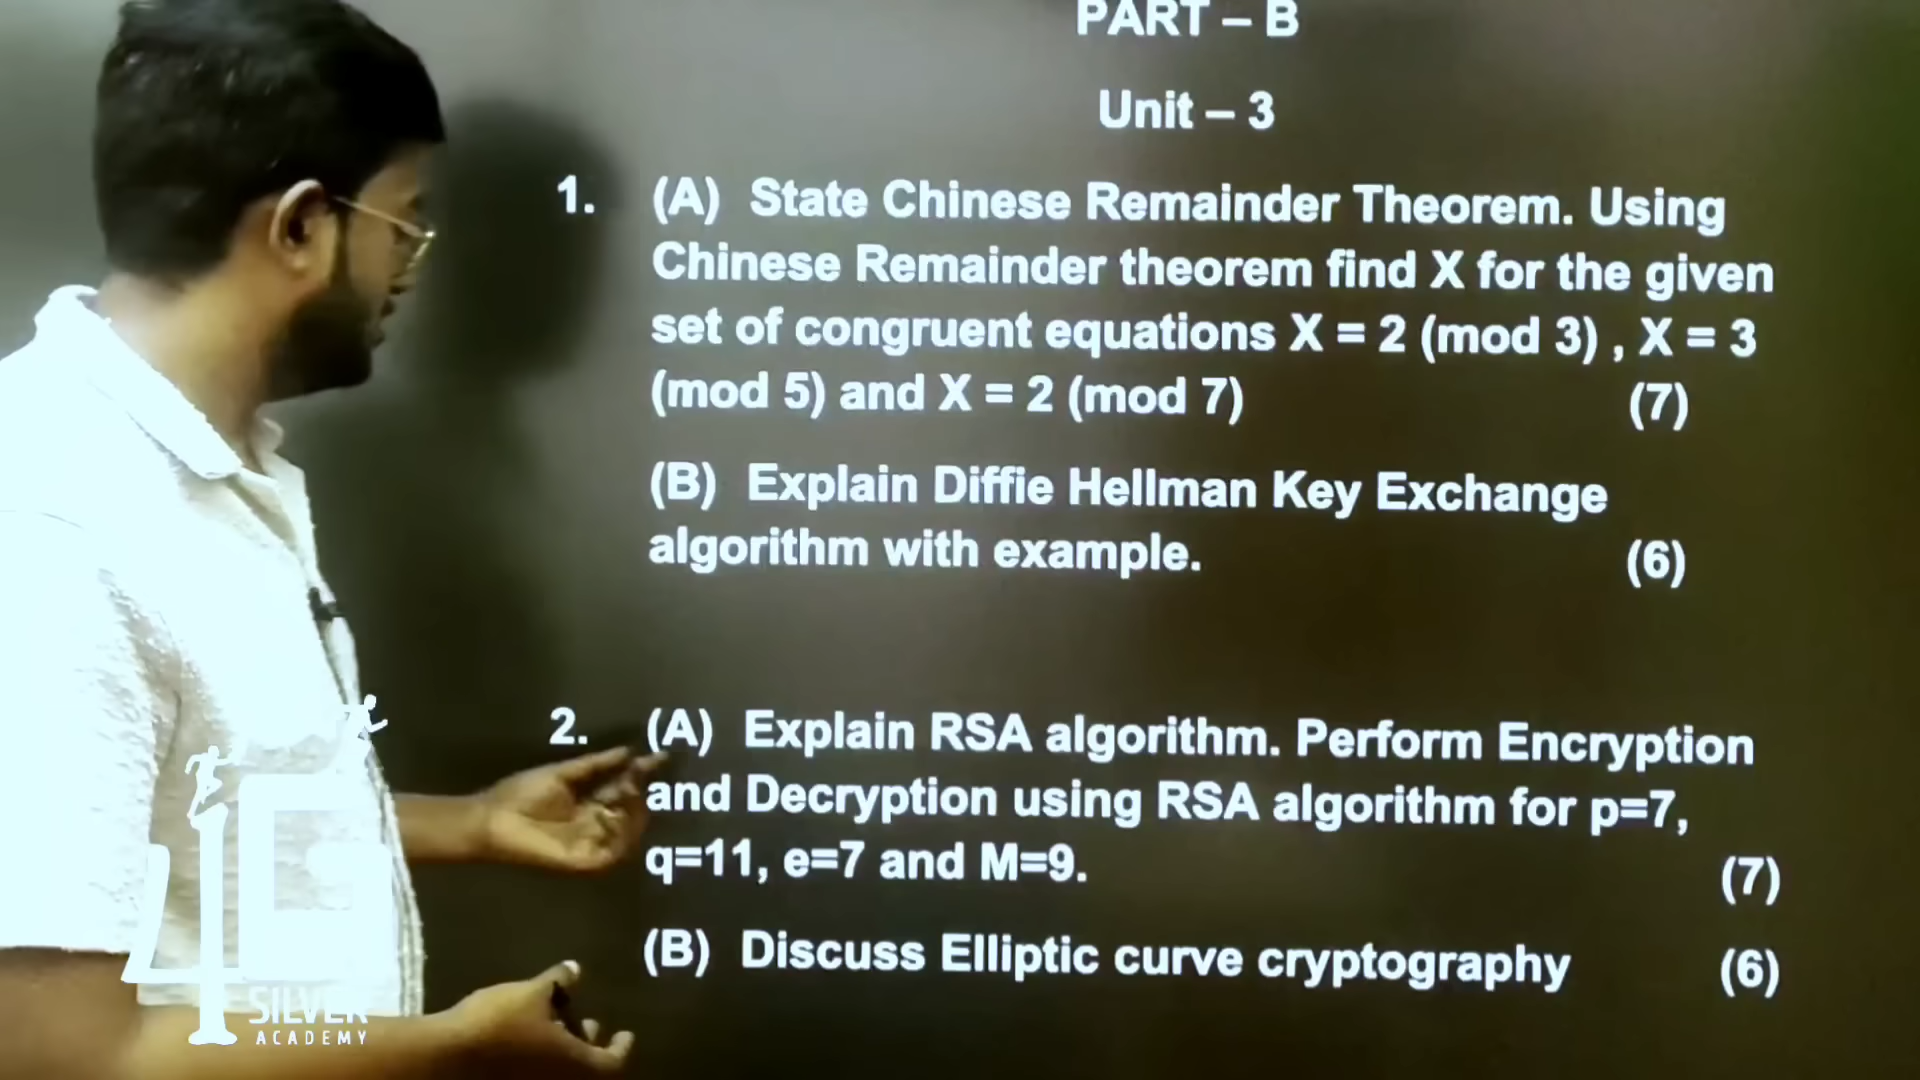 PART – B
Unit – 3
1. (A) State Chinese Remainder Theorem. Using
Chinese Remainder theorem find X for the given
set of congruent equations X = 2 (mod 3) , X = 3
(mod 5) and X = 2 (mod 7) (7)
(B) Explain Diffie Hellman Key Exchange
algorithm with example. (6)
2. (A) Explain RSA algorithm. Perform Encryption
and Decryption using RSA algorithm for p=7,
q=11, e=7 and M=9. (7)
(B) Discuss Elliptic curve cryptography (6)
4G
SILVER
ACADEMY